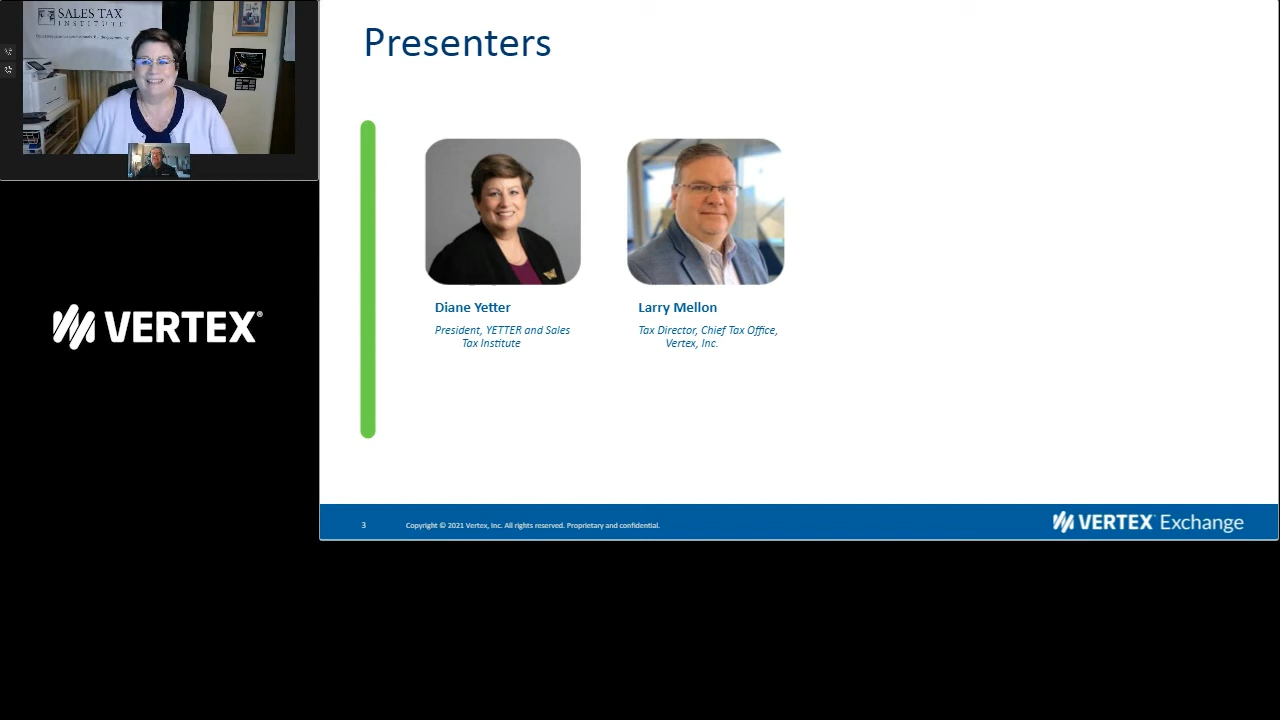 SALES TAX
INSTITUTE
VERTEX®
Presenters
Diane Yetter
President, YETTER and Sales
Tax Institute
Larry Mellon
Tax Director, Chief Tax Office,
Vertex, Inc.
3
Copyright © 2021 Vertex, Inc. All rights reserved. Proprietary and confidential.
VERTEX Exchange